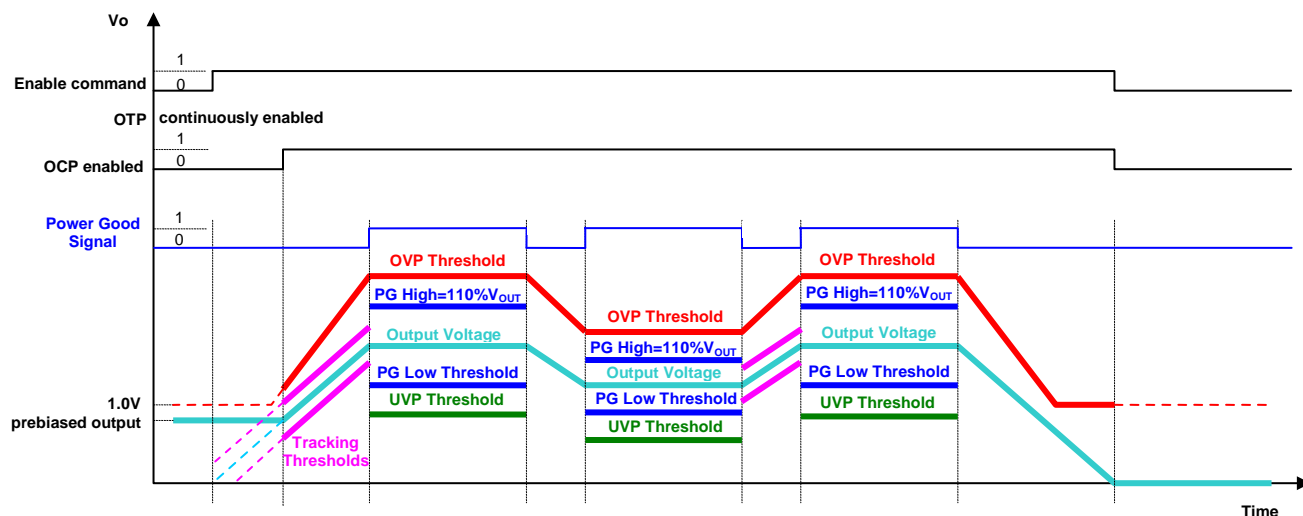 Vo
1
Enable command
0
OTP continuously enabled
1
OCP enabled
0
Power Good
Signal
1
0
OVP Threshold
PG High=110%VOUT
Output Voltage
PG Low Threshold
UVP Threshold
OVP Threshold
PG High=110%VOUT
Output Voltage
PG Low Threshold
UVP Threshold
OVP Threshold
PG High=110%VOUT
Output Voltage
PG Low Threshold
UVP Threshold
1.0V
prebiased output
Tracking
Thresholds
Time